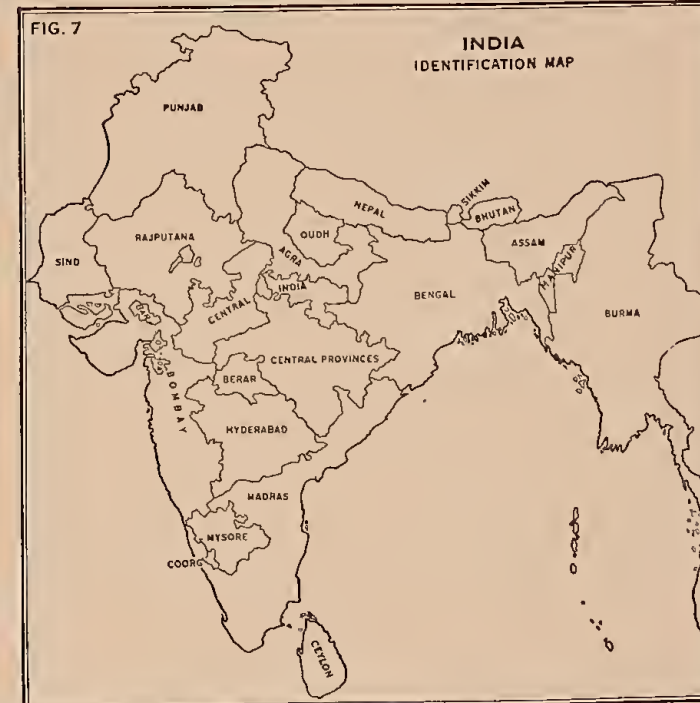 FIG. 7
INDIA
IDENTIFICATION MAP
PUNJAB
NEPAL
SIKKIM
BHUTAN
RAJPUTANA
OUDH
ASSAM
SIND
AGRA
MANIPUR
INDIA
BENGAL
CENTRAL
BAR.
BURMA
CENTRAL PROVINCES
BERAR
BOMBAY
HYDERABAD
MADRAS
MYSORE
COORG
CEYLON